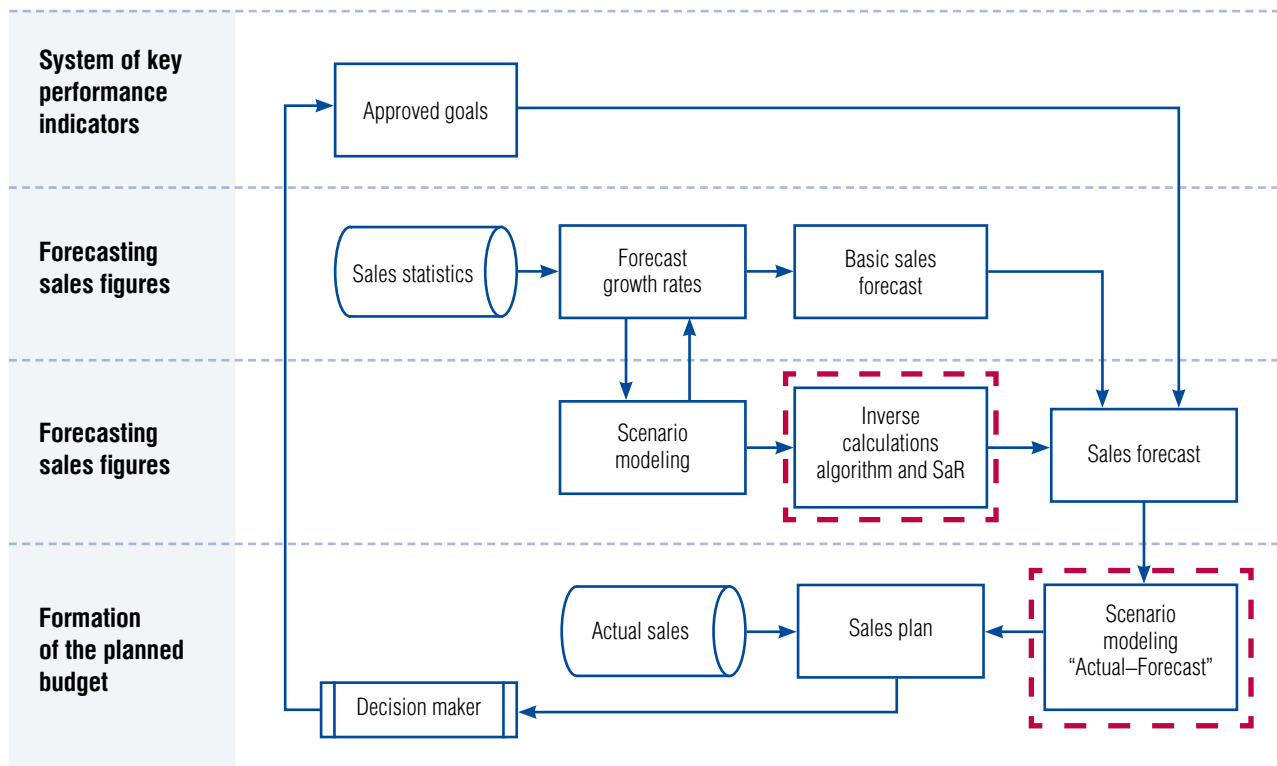 System of key
performance
indicators
Approved goals
Forecasting
sales figures
Sales statistics
Forecast
growth rates
Basic sales
forecast
Forecasting
sales figures
Scenario
modeling
Inverse
calculations
algorithm and SaR
Sales forecast
Formation
of the planned
budget
Actual sales
Sales plan
Scenario
modeling
“Actual–Forecast”
Decision maker